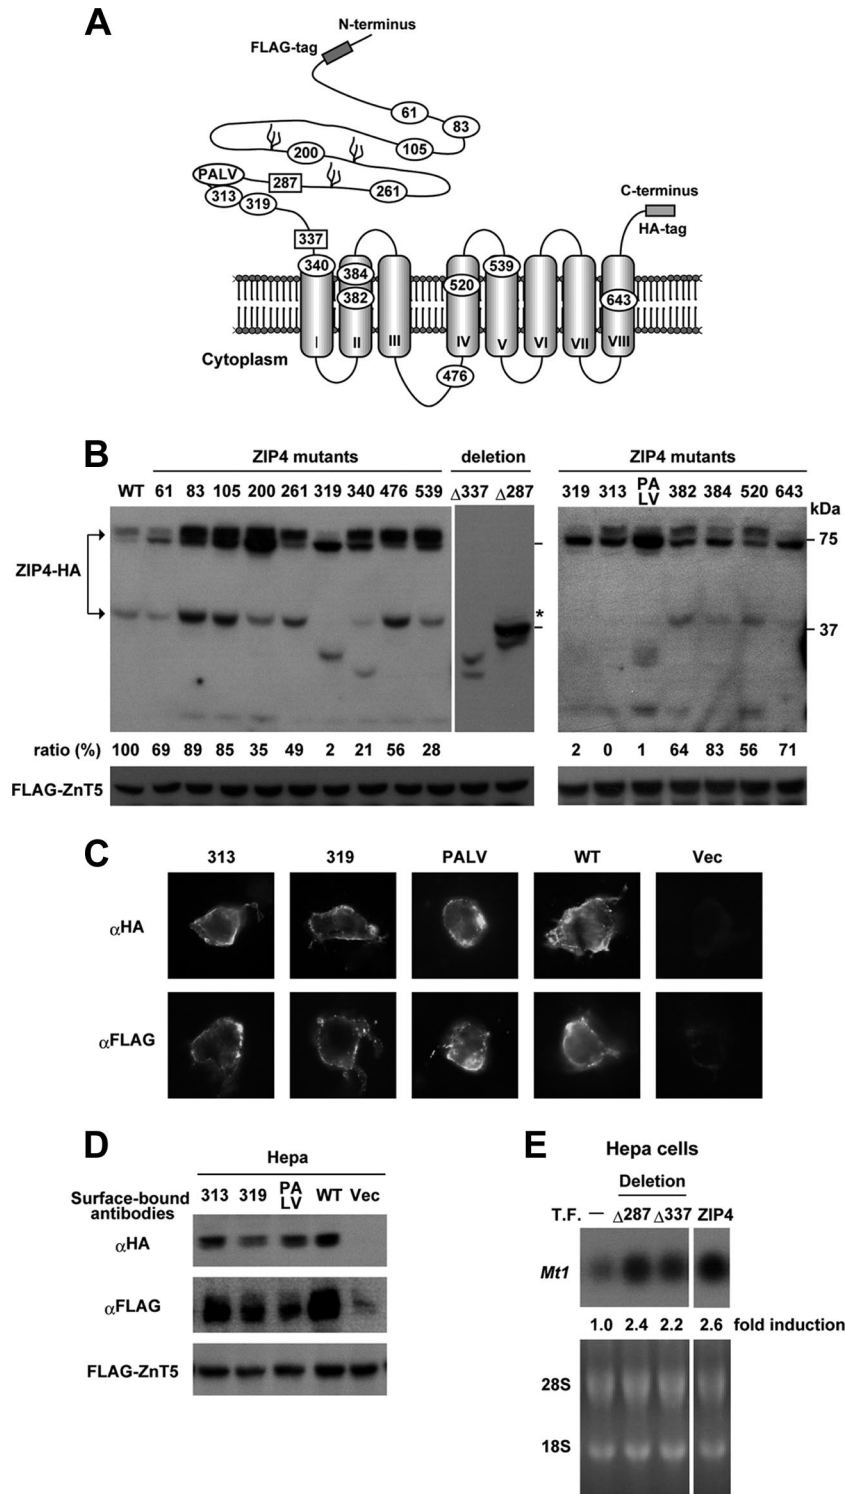 A
N-terminus
FLAG-tag
61
83
105
200
PALV
287
261
313
319
C-terminus
HA-tag
337
340
384
382
520
539
643
I
II
III
IV
V
VI
VII
VIII
Cytoplasm
476
B
ZIP4 mutants
deletion
ZIP4 mutants
WT 61 83 105 200 261 319 340 476 539 Δ337 Δ287
319 313 PA LV 382 384 520 643
kDa
ZIP4-HA
75
*
37
ratio (%) 100 69 89 85 35 49 2 21 56 28
2 0 1 64 83 56 71
FLAG-ZnT5
C
313 319 PALV WT Vec
αHA
αFLAG
D
Hepa
Surface-bound antibodies
313 319 PA LV WT Vec
αHA
αFLAG
FLAG-ZnT5
E
Hepa cells
Deletion
T.F. — Δ287 Δ337 ZIP4
Mt1
1.0 2.4 2.2 2.6 fold induction
28S
18S